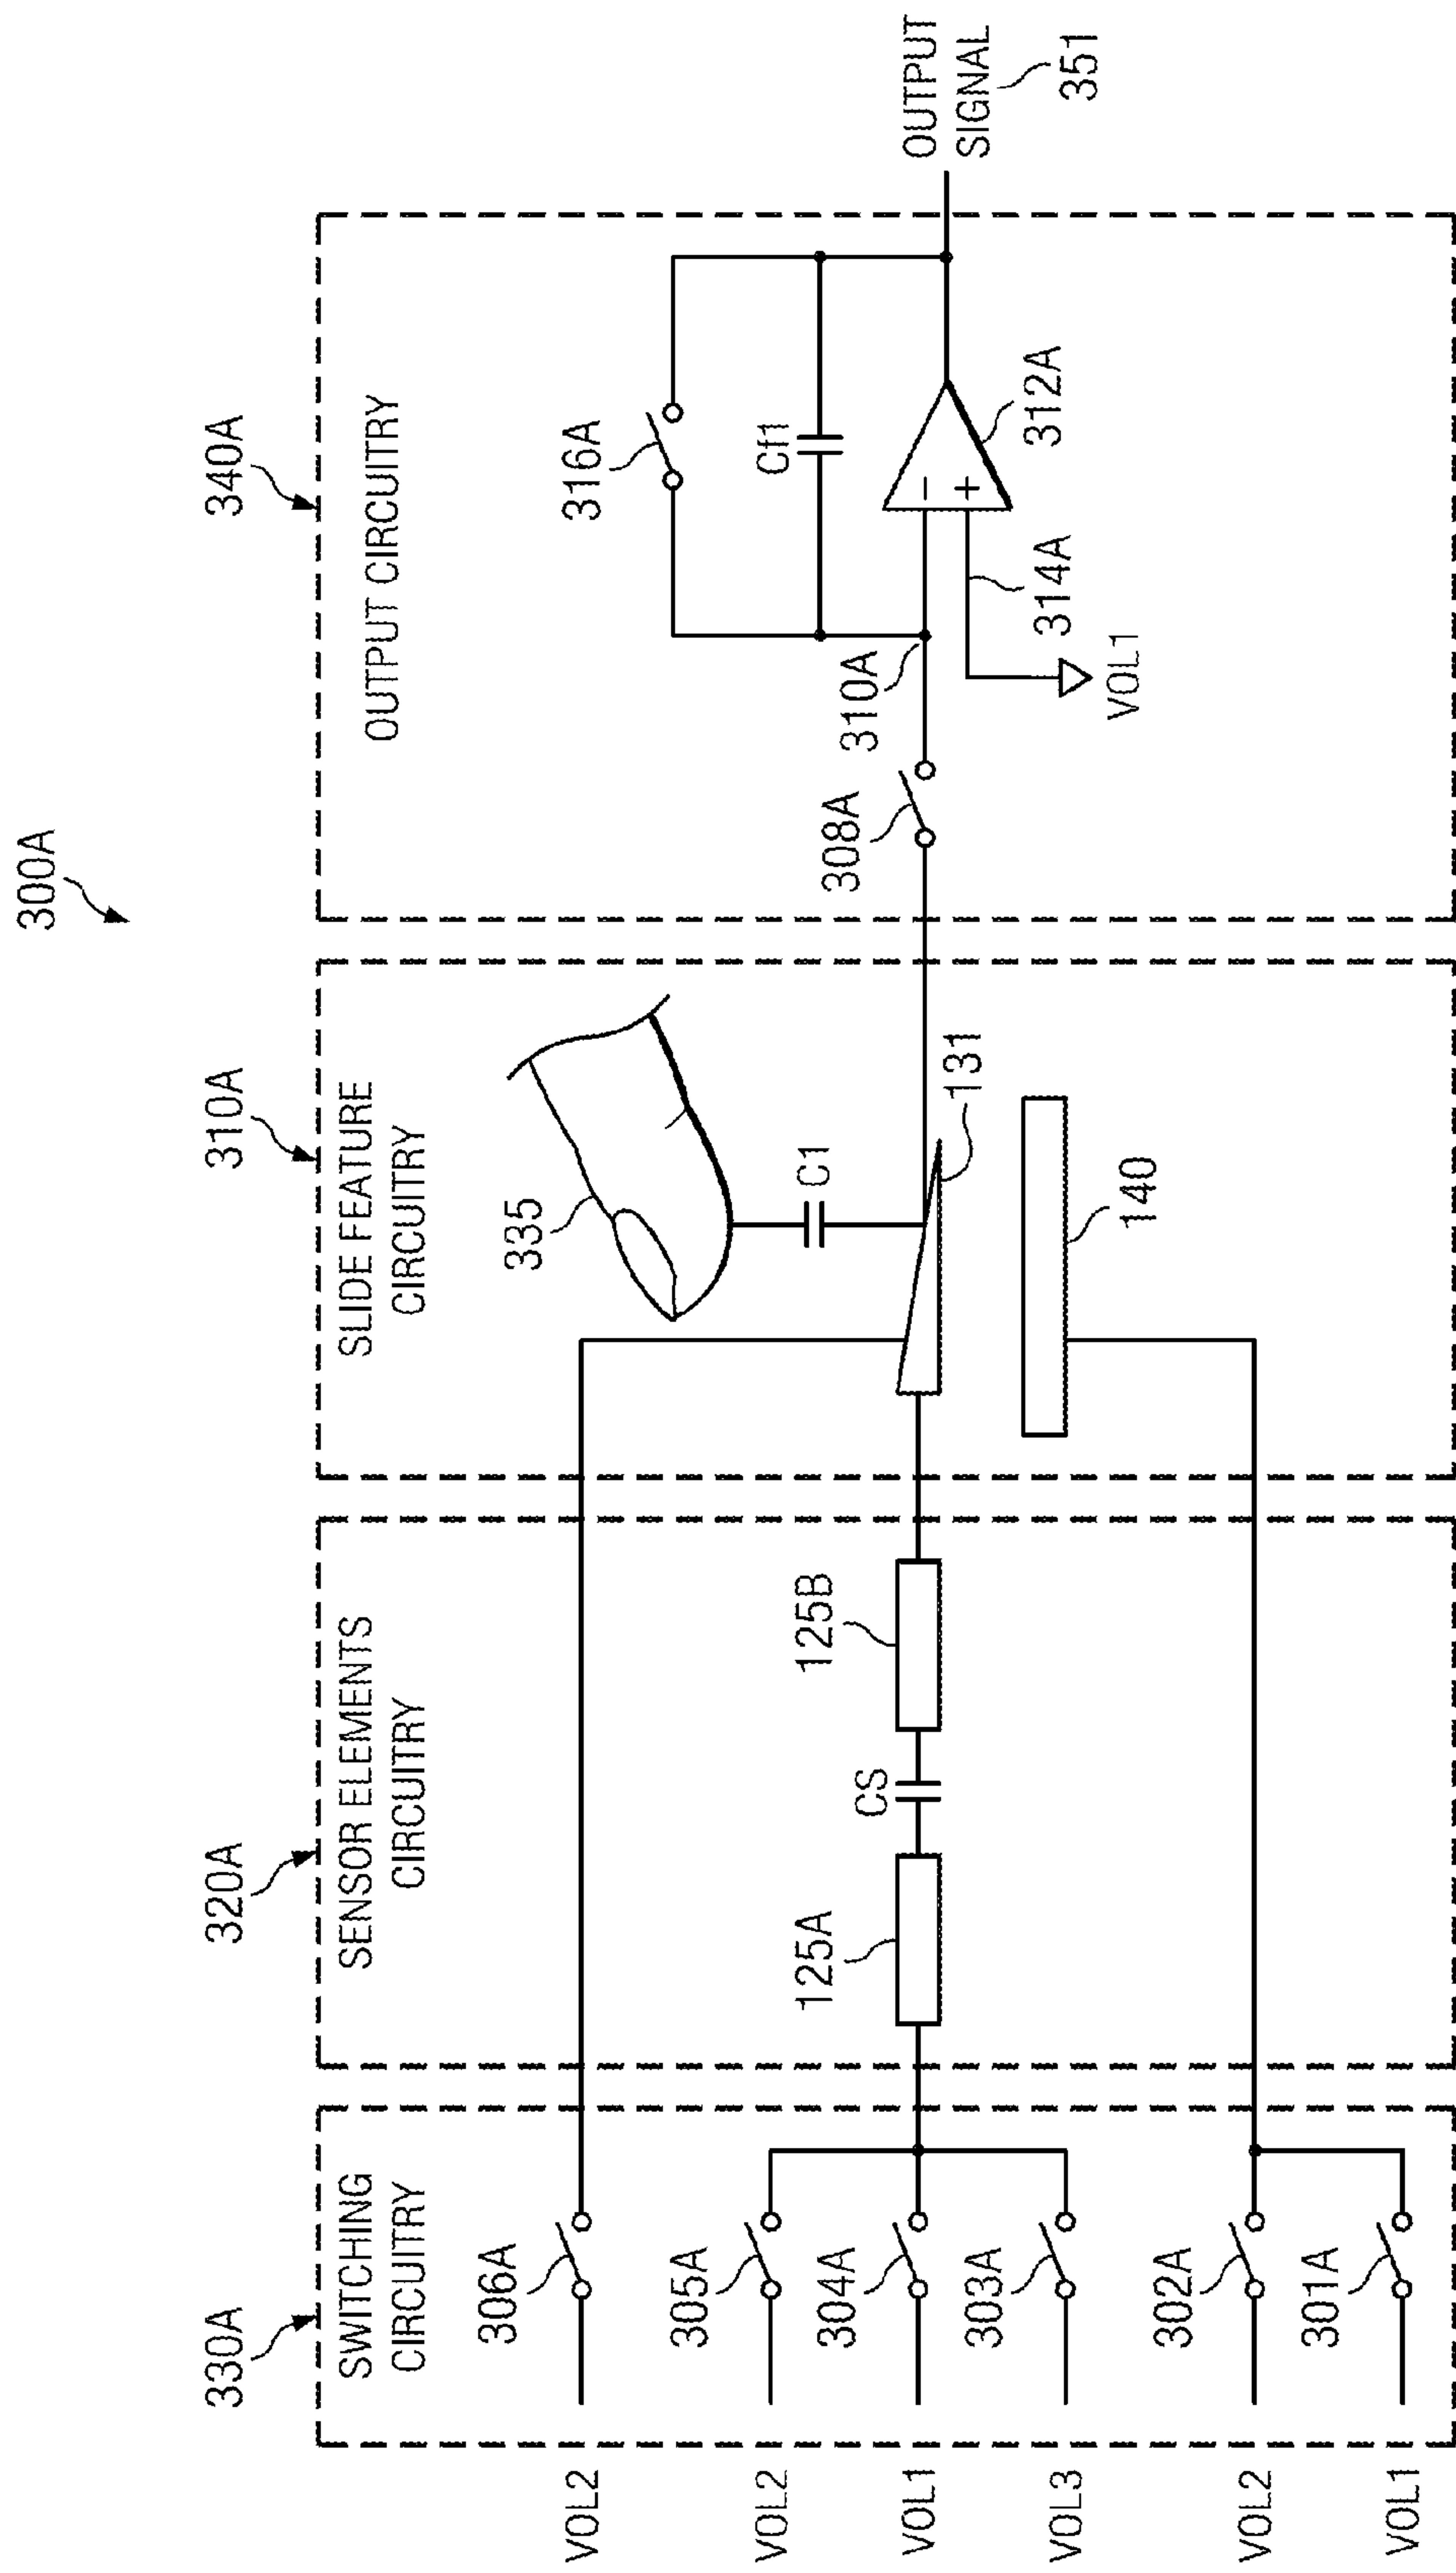 300A
330A
320A
310A
340A
SWITCHING
CIRCUITRY
SENSOR ELEMENTS
CIRCUITRY
SLIDE FEATURE
CIRCUITRY
OUTPUT CIRCUITRY
VOL2
306A
335
316A
VOL2
305A
C1
Cf1
VOL1
304A
125A
CS
125B
308A
310A
-
+
312A
OUTPUT
SIGNAL
351
VOL3
303A
131
314A
VOL1
VOL2
302A
140
VOL1
301A